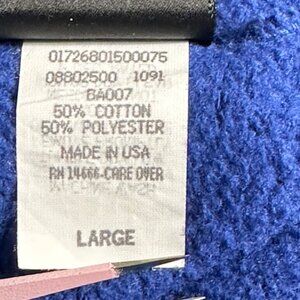 01726801500075
08802500 1091
BA007
50% COTTON
50% POLYESTER
MADE IN USA
RN 14666-CARE OVER
LARGE